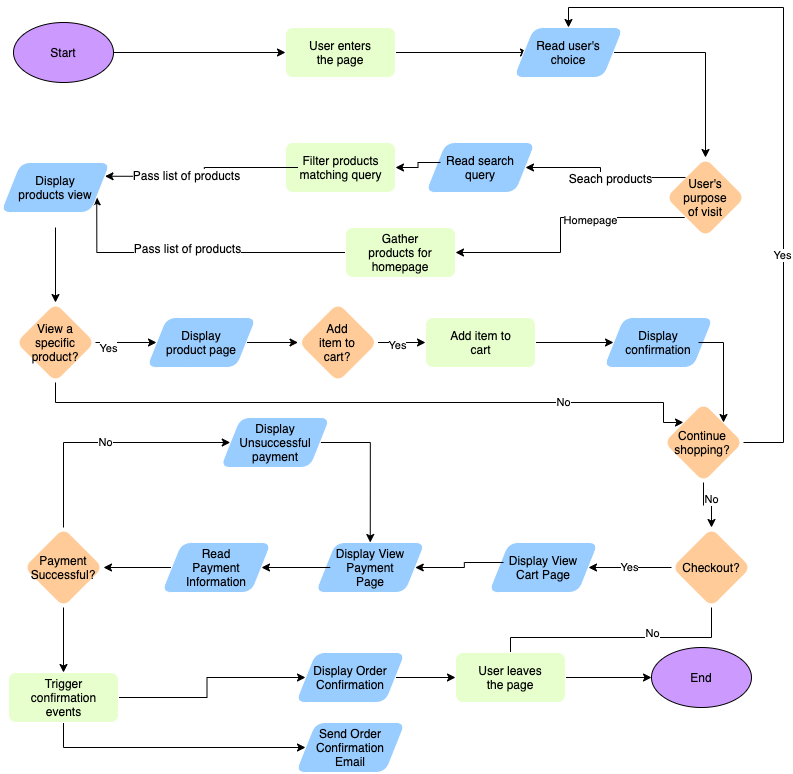 Start
User enters
the page
Read user's
choice
Yes
User's
purpose
of visit
Seach products
Read search
query
Filter products
matching query
Pass list of products
Display
products view
Homepage
Gather
products for
homepage
Pass list of products
View a
specific
product?
Yes
Display
product page
Add
item to
cart?
Yes
Add item to
cart
Display
confirmation
No
Continue
shopping?
No
Checkout?
Yes
Display View
Cart Page
Display View
Payment
Page
Read
Payment
Information
Payment
Successful?
No
Display
Unsuccessful
payment
Trigger
confirmation
events
Display Order
Confirmation
Send Order
Confirmation
Email
User leaves
the page
No
End